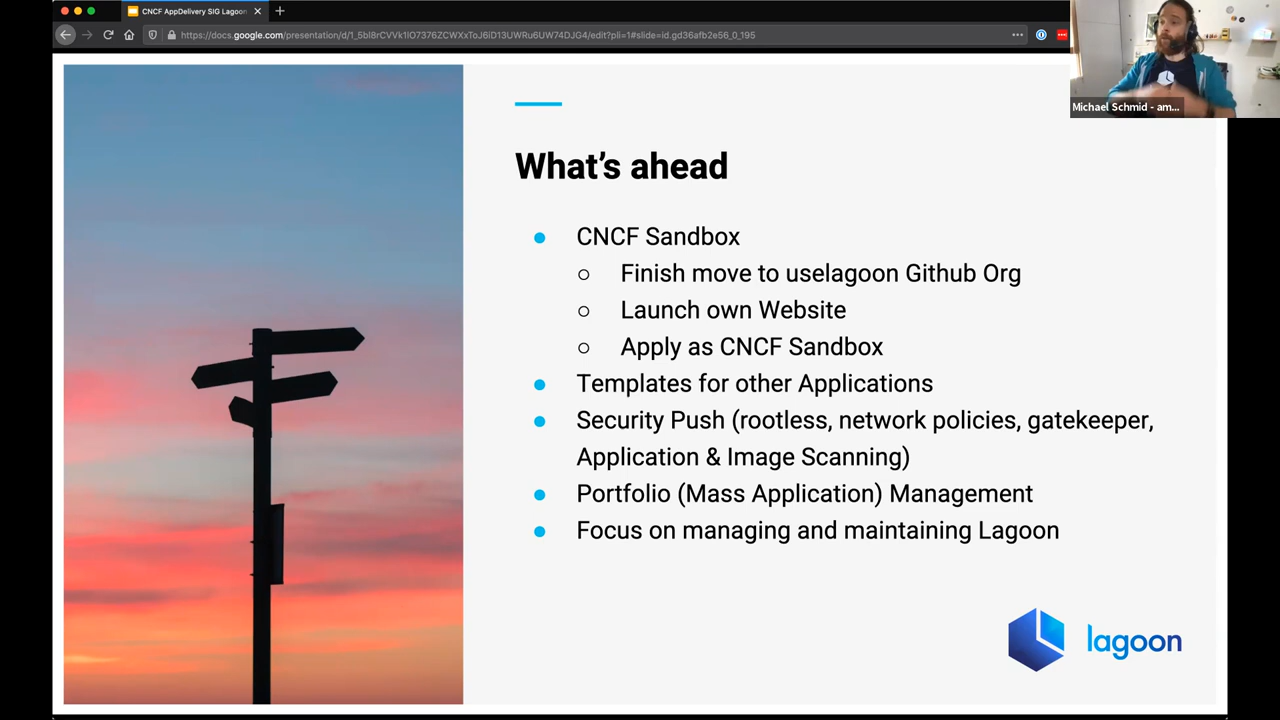 CNCF AppDelivery SIG Lagoon
https://docs.google.com/presentation/d/1_5bI8rCVVk1IO7376ZCWXxToJ6iD13UWRu6UW74DJG4/edit?pli=1#slide=id.gd36afb2e56_0_195
Michael Schmid - am...
What's ahead
● CNCF Sandbox
○ Finish move to uselagoon Github Org
○ Launch own Website
○ Apply as CNCF Sandbox
● Templates for other Applications
● Security Push (rootless, network policies, gatekeeper,
Application & Image Scanning)
● Portfolio (Mass Application) Management
● Focus on managing and maintaining Lagoon
lagoon